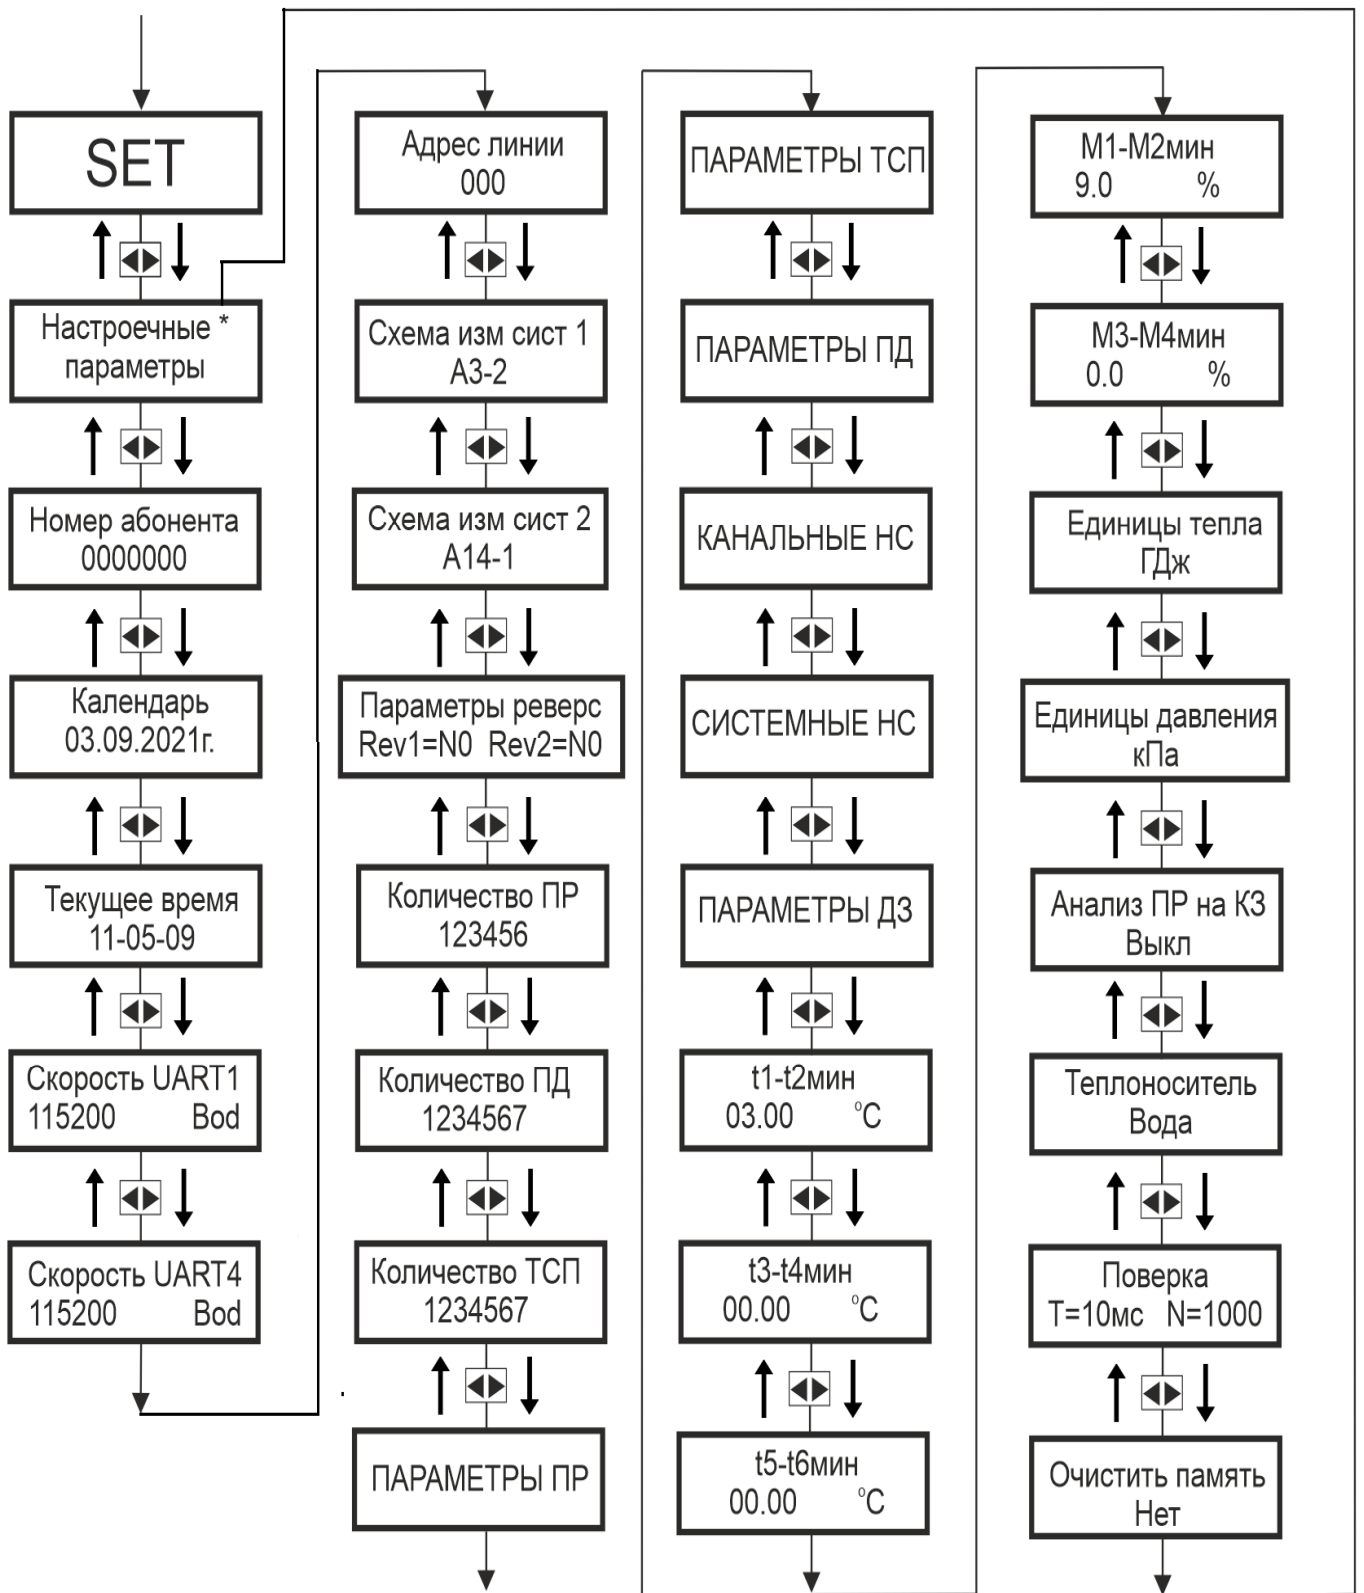 SET
Настроечные *
параметры
Номер абонента
0000000
Календарь
03.09.2021г.
Текущее время
11-05-09
Скорость UART1
115200 Bod
Скорость UART4
115200 Bod
Адрес линии
000
Схема изм сист 1
А3-2
Схема изм сист 2
А14-1
Параметры реверс
Rev1=N0 Rev2=N0
Количество ПР
123456
Количество ПД
1234567
Количество ТСП
1234567
ПАРАМЕТРЫ ПР
ПАРАМЕТРЫ ТСП
ПАРАМЕТРЫ ПД
КАНАЛЬНЫЕ НС
СИСТЕМНЫЕ НС
ПАРАМЕТРЫ ДЗ
t1-t2мин
03.00 °C
t3-t4мин
00.00 °C
t5-t6мин
00.00 °C
М1-М2мин
9.0 %
М3-М4мин
0.0 %
Единицы тепла
ГДж
Единицы давления
кПа
Анализ ПР на КЗ
Выкл
Теплоноситель
Вода
Поверка
T=10мс N=1000
Очистить память
Нет